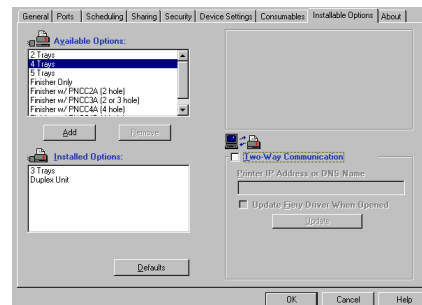 General Ports Scheduling Sharing Security Device Settings Consumables Installable Options About
Available Options:
2 Trays
4 Trays
5 Trays
Finisher Only
Finisher w/ PNCC2A (2 hole)
Finisher w/ PNCC3A (2 or 3 hole)
Finisher w/ PNCC4A (4 hole)
Add Remove
Installed Options:
3 Trays
Duplex Unit
Defaults
Two-Way Communication
Printer IP Address or DNS Name
Update Fiery Driver When Opened
Update
OK Cancel Help